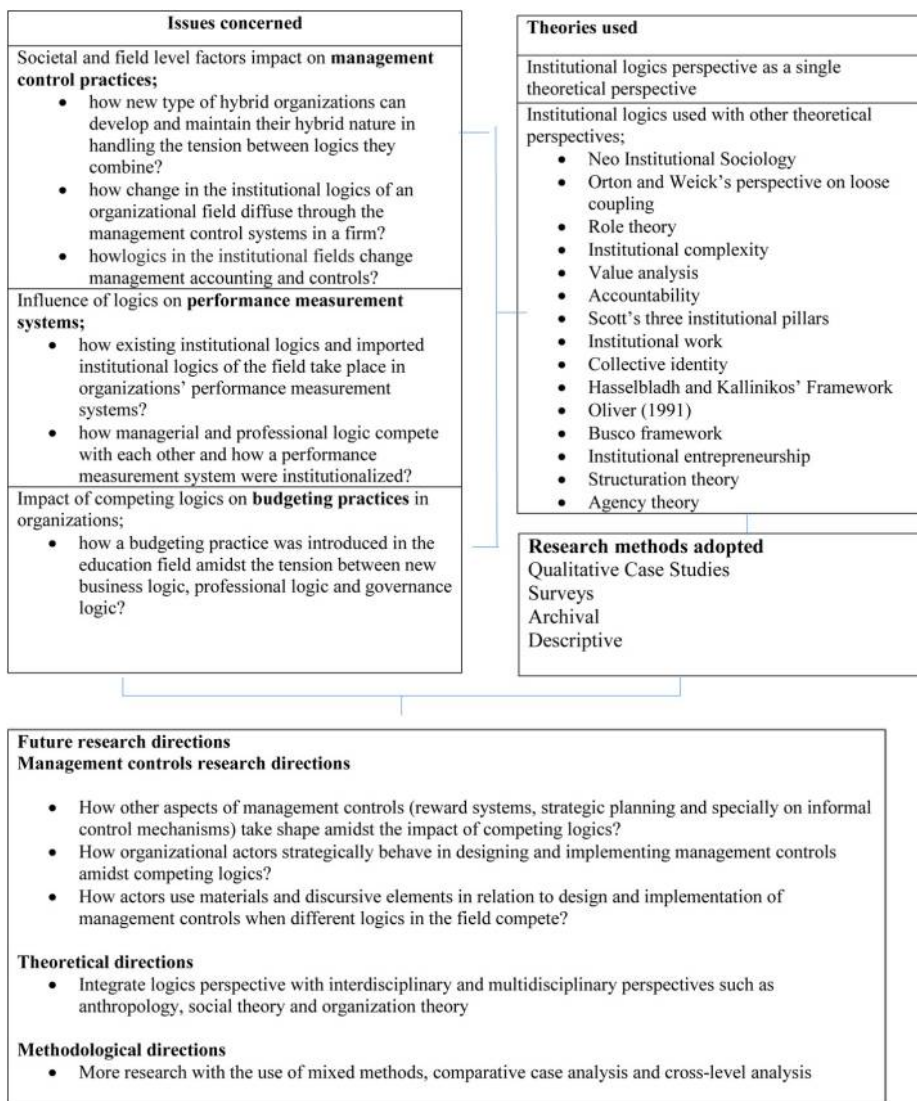 Issues concerned
Societal and field level factors impact on management
control practices;
• how new type of hybrid organizations can
develop and maintain their hybrid nature in
handling the tension between logics they
combine?
• how change in the institutional logics of an
organizational field diffuse through the
management control systems in a firm?
• howlogics in the institutional fields change
management accounting and controls?
Influence of logics on performance measurement
systems;
• how existing institutional logics and imported
institutional logics of the field take place in
organizations' performance measurement
systems?
• how managerial and professional logic compete
with each other and how a performance
measurement system were institutionalized?
Impact of competing logics on budgeting practices in
organizations;
• how a budgeting practice was introduced in the
education field amidst the tension between new
business logic, professional logic and governance
logic?
Theories used
Institutional logics perspective as a single
theoretical perspective
Institutional logics used with other theoretical
perspectives;
• Neo Institutional Sociology
• Orton and Weick's perspective on loose
coupling
• Role theory
• Institutional complexity
• Value analysis
• Accountability
• Scott's three institutional pillars
• Institutional work
• Collective identity
• Hasselbladh and Kallinikos' Framework
• Oliver (1991)
• Busco framework
• Institutional entrepreneurship
• Structuration theory
• Agency theory
Research methods adopted
Qualitative Case Studies
Surveys
Archival
Descriptive
Future research directions
Management controls research directions
• How other aspects of management controls (reward systems, strategic planning and specially on informal
control mechanisms) take shape amidst the impact of competing logics?
• How organizational actors strategically behave in designing and implementing management controls
amidst competing logics?
• How actors use materials and discursive elements in relation to design and implementation of
management controls when different logics in the field compete?
Theoretical directions
• Integrate logics perspective with interdisciplinary and multidisciplinary perspectives such as
anthropology, social theory and organization theory
Methodological directions
• More research with the use of mixed methods, comparative case analysis and cross-level analysis